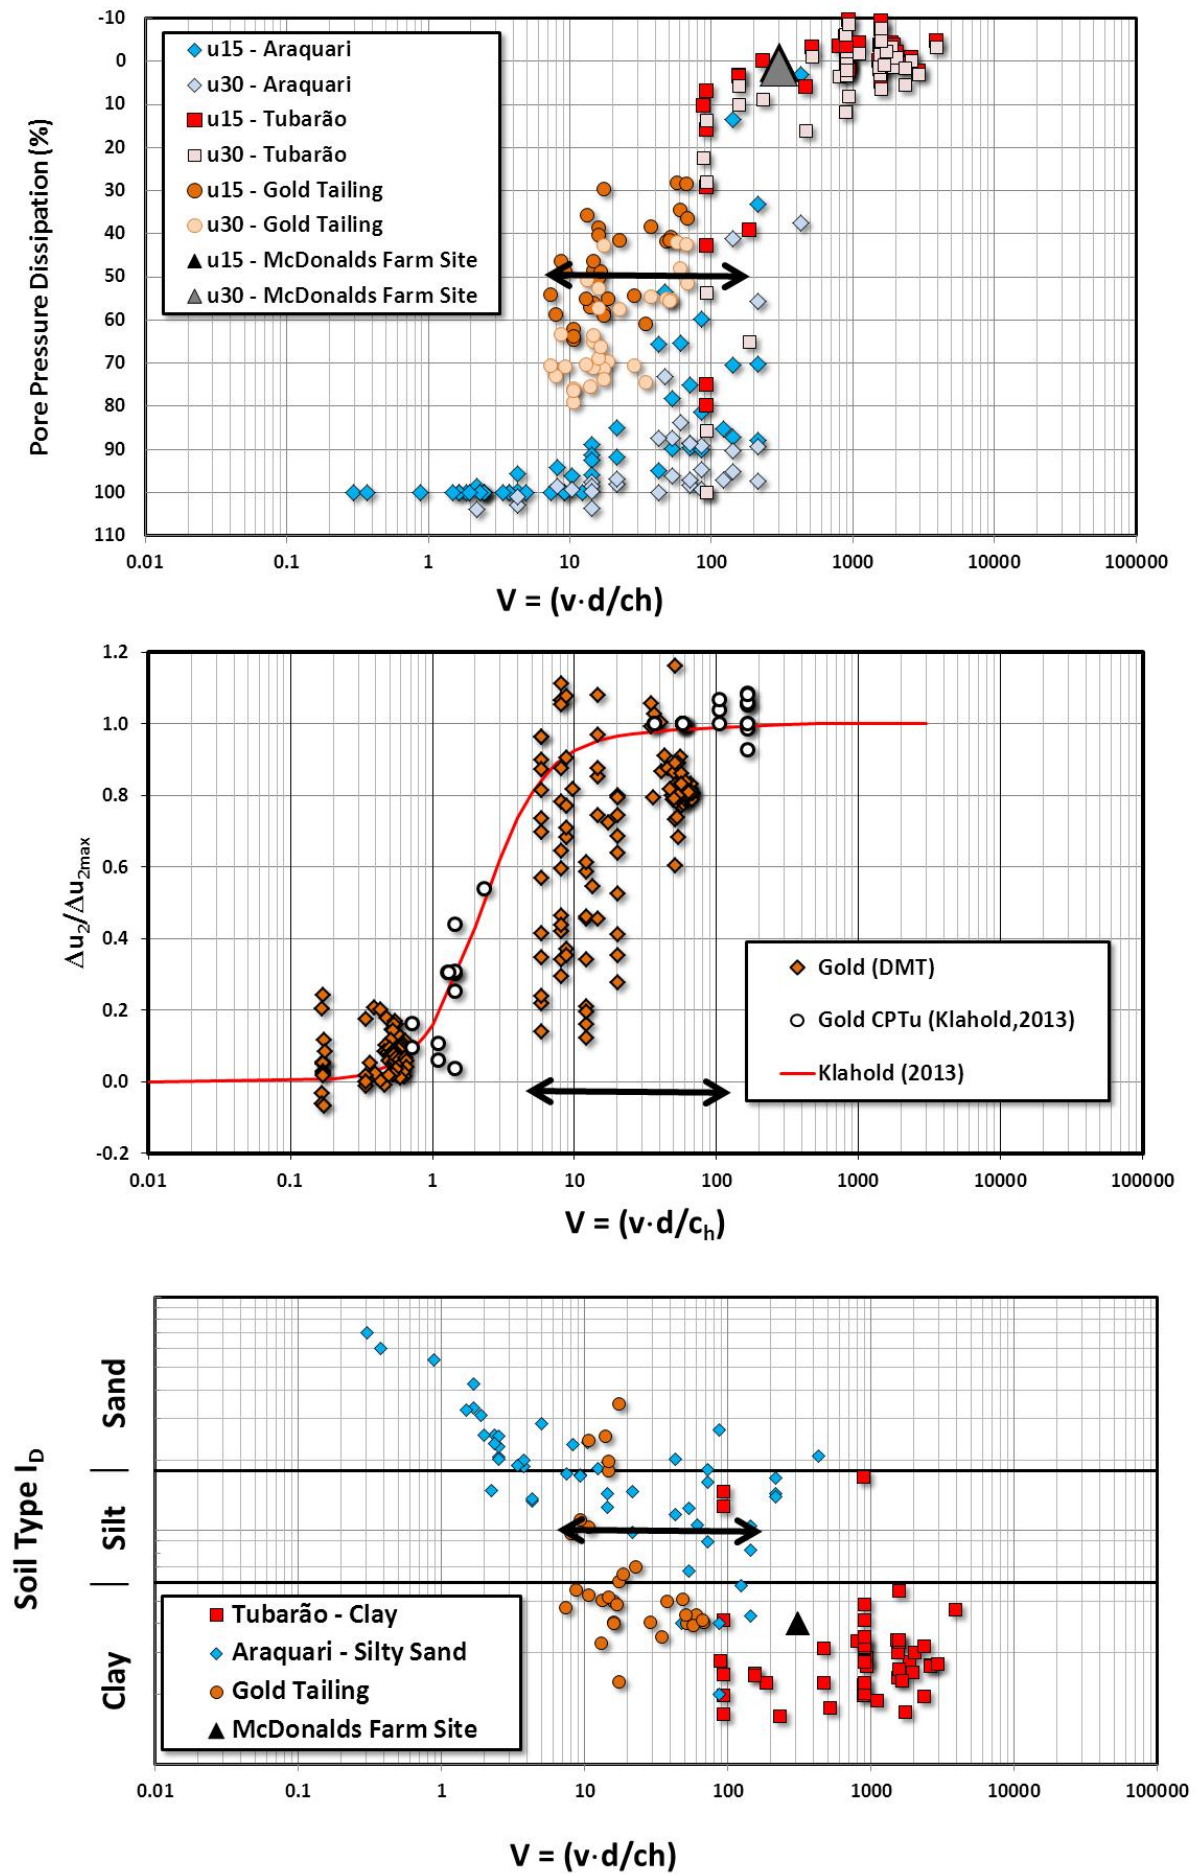 -10
0
10
20
30
40
50
60
70
80
90
100
110
Pore Pressure Dissipation (%)
u15 - Araquari
u30 - Araquari
u15 - Tubarão
u30 - Tubarão
u15 - Gold Tailing
u30 - Gold Tailing
u15 - McDonalds Farm Site
u30 - McDonalds Farm Site
0.01 0.1 1 10 100 1000 10000 100000
V = (v·d/ch)
1.2
1.0
0.8
0.6
0.4
0.2
0.0
-0.2
Δu2/Δu2max
Gold (DMT)
Gold CPTu (Klahold,2013)
Klahold (2013)
0.01 0.1 1 10 100 1000 10000 100000
V = (v·d/ch)
Soil Type ID
Sand
Silt
Clay
Tubarão - Clay
Araquari - Silty Sand
Gold Tailing
McDonalds Farm Site
0.01 0.1 1 10 100 1000 10000 100000
V = (v·d/ch)